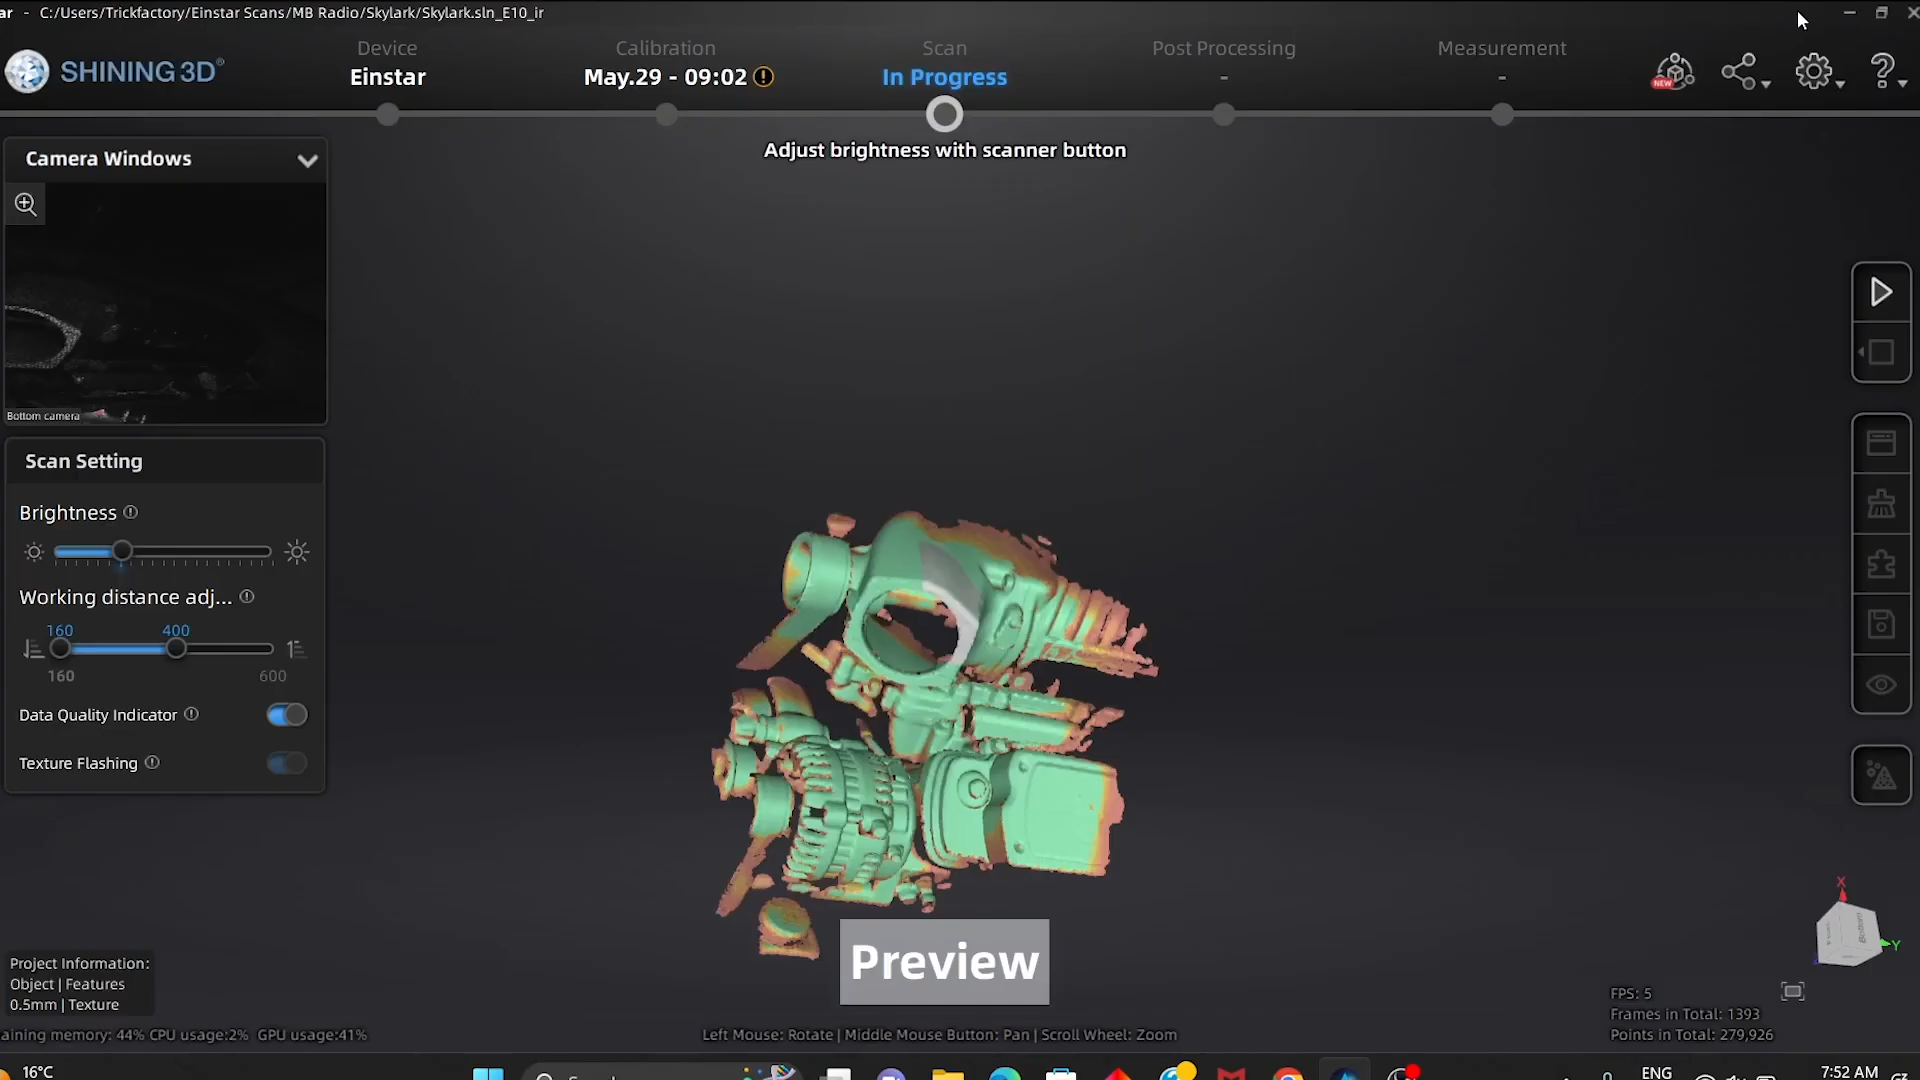 ar - C:/Users/Trickfactory/Einstar Scans/MB Radio/Skylark/Skylark.sln_E10_ir
SHINING 3D®
Device
Einstar
Calibration
May.29 - 09:02
Scan
In Progress
Post Processing
-
Measurement
-
NEW
Adjust brightness with scanner button
Camera Windows
Bottom camera
Scan Setting
Brightness
Working distance adj...
160 400
160 600
Data Quality Indicator
Texture Flashing
Preview
X
Y
Project Information:
Object | Features
0.5mm | Texture
FPS: 5
Frames in Total: 1393
Points in Total: 279,926
aining memory: 44% CPU usage:2% GPU usage:41%
Left Mouse: Rotate | Middle Mouse Button: Pan | Scroll Wheel: Zoom
16°C
ENG
7:52 AM